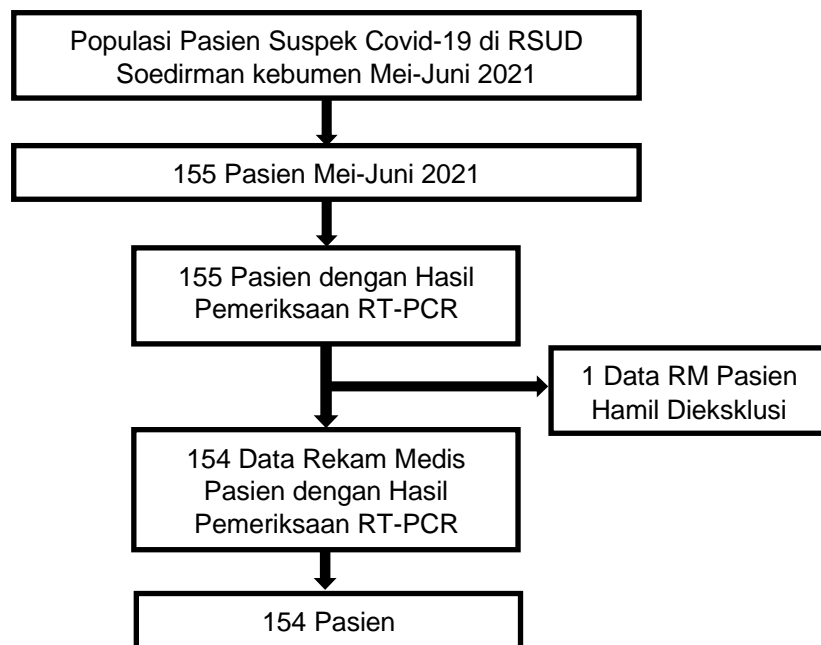 Populasi Pasien Suspek Covid-19 di RSUD
Soedirman kebumen Mei-Juni 2021
155 Pasien Mei-Juni 2021
155 Pasien dengan Hasil
Pemeriksaan RT-PCR
1 Data RM Pasien
Hamil Dieksklusi
154 Data Rekam Medis
Pasien dengan Hasil
Pemeriksaan RT-PCR
154 Pasien